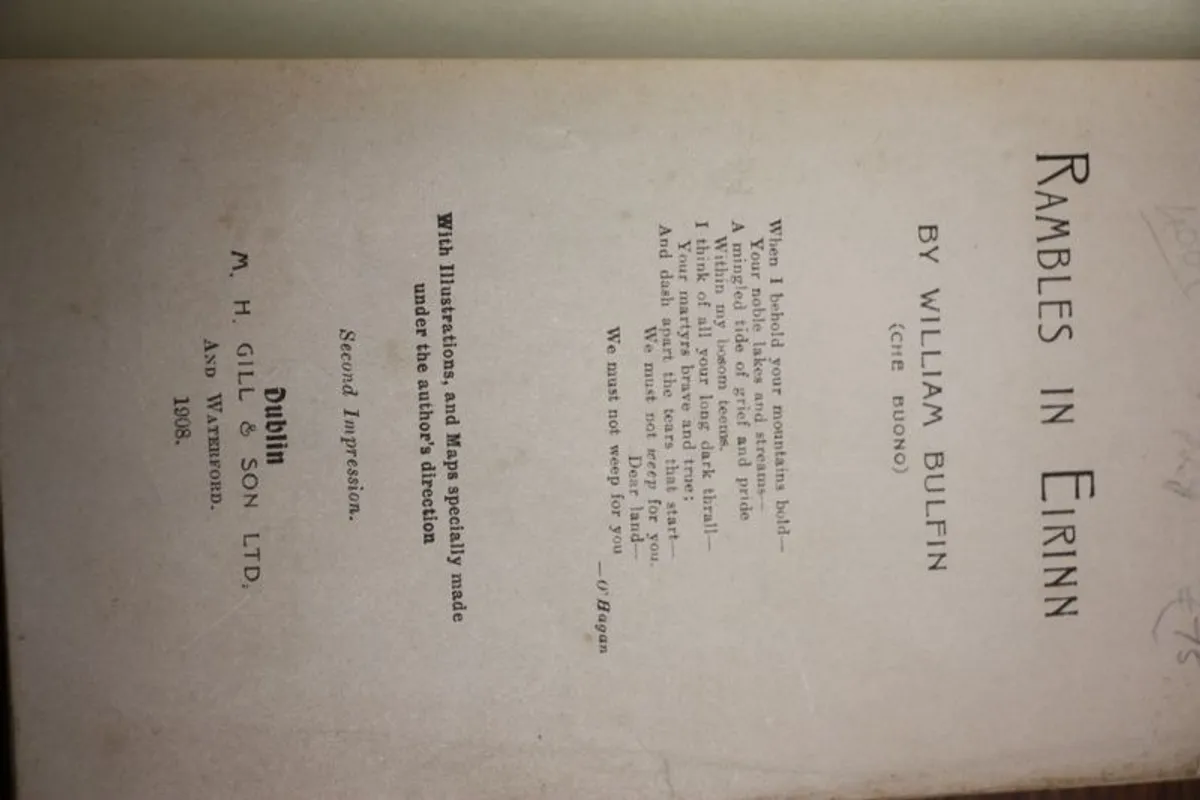 RAMBLES IN EIRINN
BY WILLIAM BULFIN
(CHE BUONO)
When I behold your mountains bold—
Your noble lakes and streams—
A mingled tide of grief and pride
Within my bosom teems.
I think of all your long dark thrall—
Your martyrs brave and true;
And dash apart the tears that start—
We must not weep for you,
Dear land—
We must not weep for you
—O'Hagan
With Illustrations, and Maps specially made
under the author's direction
Second Impression.
Dublin
M. H. GILL & SON LTD.
AND WATERFORD.
1908.
€75